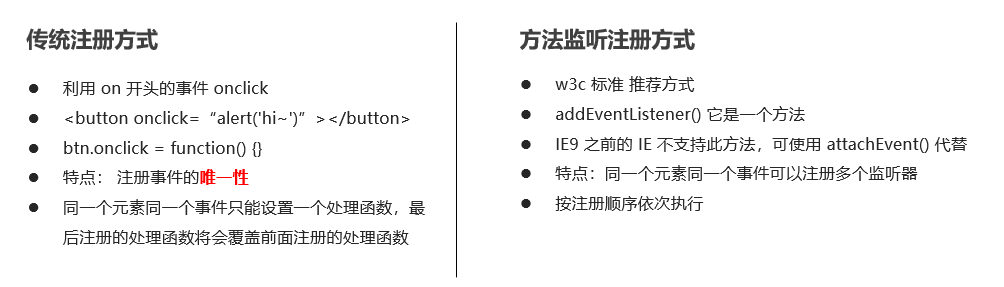 传统注册方式
● 利用 on 开头的事件 onclick
● <button onclick= “alert('hi~')” ></button>
● btn.onclick = function() {}
● 特点： 注册事件的唯一性
● 同一个元素同一个事件只能设置一个处理函数，最
后注册的处理函数将会覆盖前面注册的处理函数
方法监听注册方式
● w3c 标准 推荐方式
● addEventListener() 它是一个方法
● IE9 之前的 IE 不支持此方法，可使用 attachEvent() 代替
● 特点：同一个元素同一个事件可以注册多个监听器
● 按注册顺序依次执行